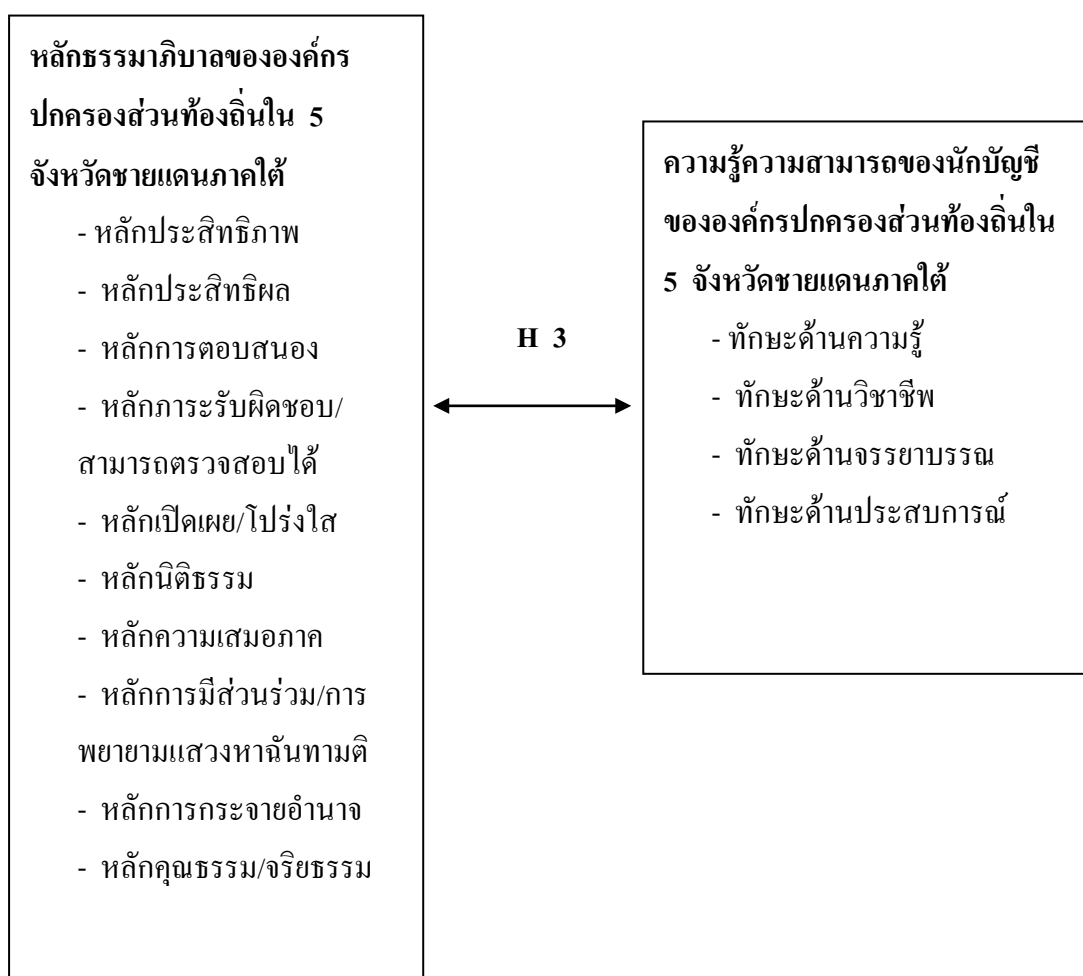 หลักธรรมาภิบาลขององค์กร
ปกครองส่วนท้องถิ่นใน 5
จังหวัดชายแดนภาคใต้
- หลักประสิทธิภาพ
- หลักประสิทธิผล
- หลักการตอบสนอง
- หลักภาระรับผิดชอบ/
สามารถตรวจสอบได้
- หลักเปิดเผย/โปร่งใส
- หลักนิติธรรม
- หลักความเสมอภาค
- หลักการมีส่วนร่วม/การ
พยายามแสวงหาฉันทามติ
- หลักการกระจายอำนาจ
- หลักคุณธรรม/จริยธรรม
H 3
ความรู้ความสามารถของนักบัญชี
ขององค์กรปกครองส่วนท้องถิ่นใน
5 จังหวัดชายแดนภาคใต้
- ทักษะด้านความรู้
- ทักษะด้านวิชาชีพ
- ทักษะด้านจรรยาบรรณ
- ทักษะด้านประสบการณ์